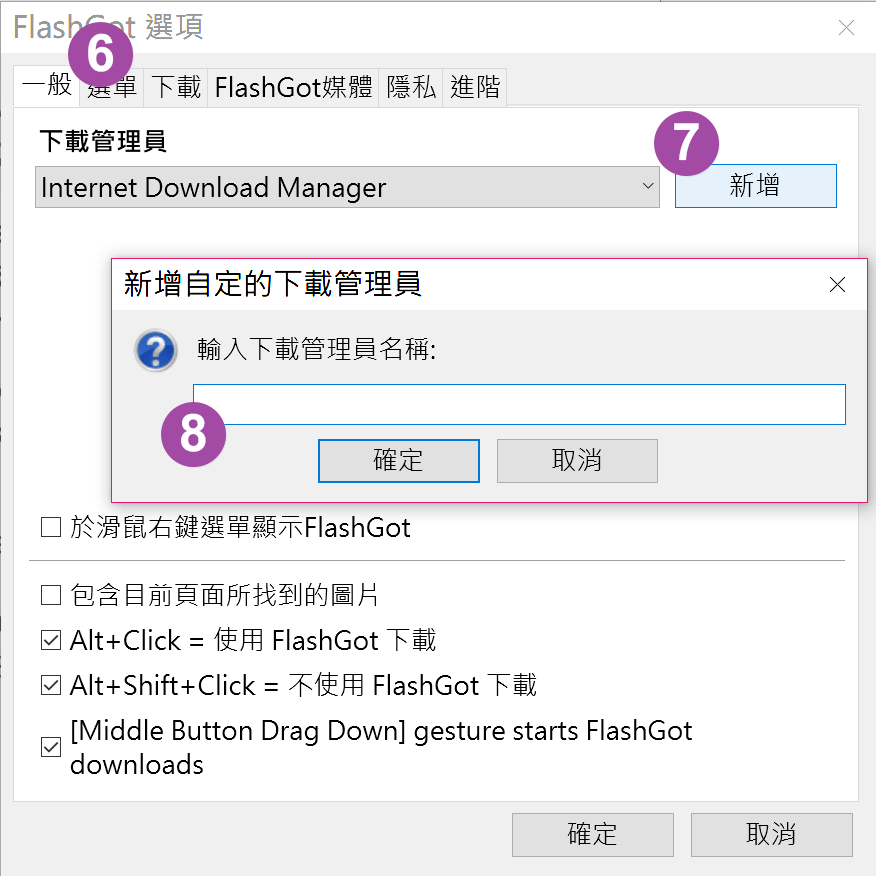 FlashGot 選項
6
一般 選單 下載 FlashGot媒體 隱私 進階
下載管理員
7
Internet Download Manager 新增
新增自定的下載管理員
輸入下載管理員名稱:
8
確定 取消
於滑鼠右鍵選單顯示FlashGot
包含目前頁面所找到的圖片
Alt+Click = 使用 FlashGot 下載
Alt+Shift+Click = 不使用 FlashGot 下載
[Middle Button Drag Down] gesture starts FlashGot
downloads
確定 取消